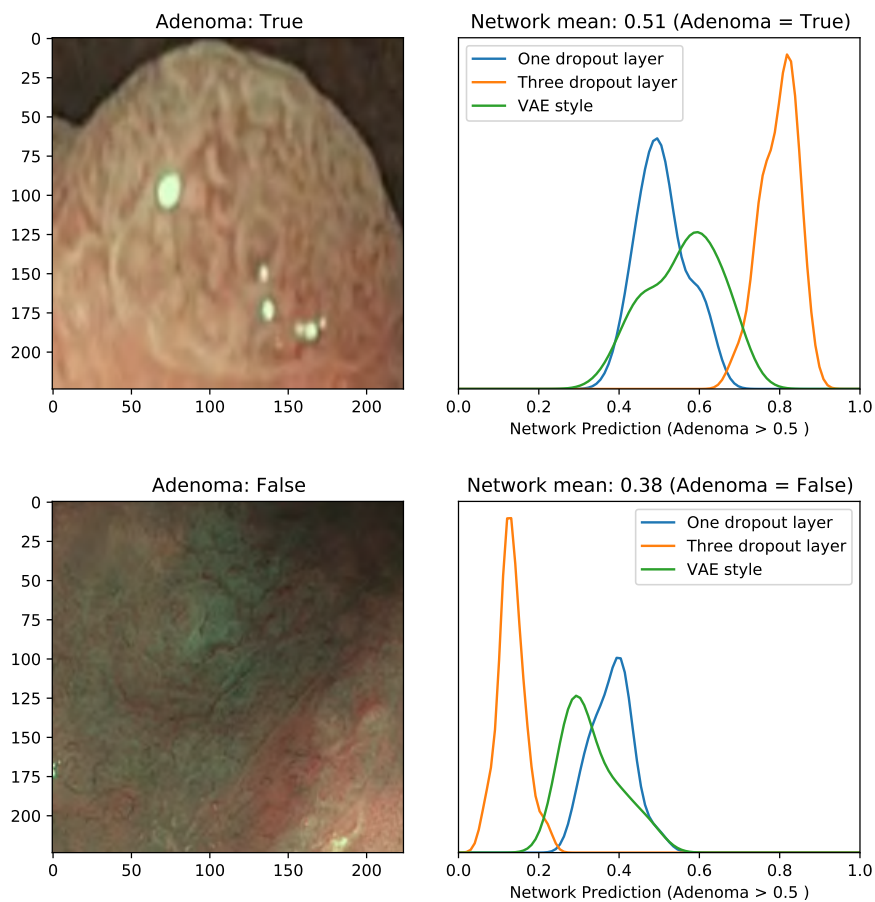 Adenoma: True
Network mean: 0.51 (Adenoma = True)
0
25
50
75
100
125
150
175
200
0 50 100 150 200
One dropout layer
Three dropout layer
VAE style
0.0 0.2 0.4 0.6 0.8 1.0
Network Prediction (Adenoma > 0.5 )
Adenoma: False
Network mean: 0.38 (Adenoma = False)
0
25
50
75
100
125
150
175
200
0 50 100 150 200
One dropout layer
Three dropout layer
VAE style
0.0 0.2 0.4 0.6 0.8 1.0
Network Prediction (Adenoma > 0.5 )